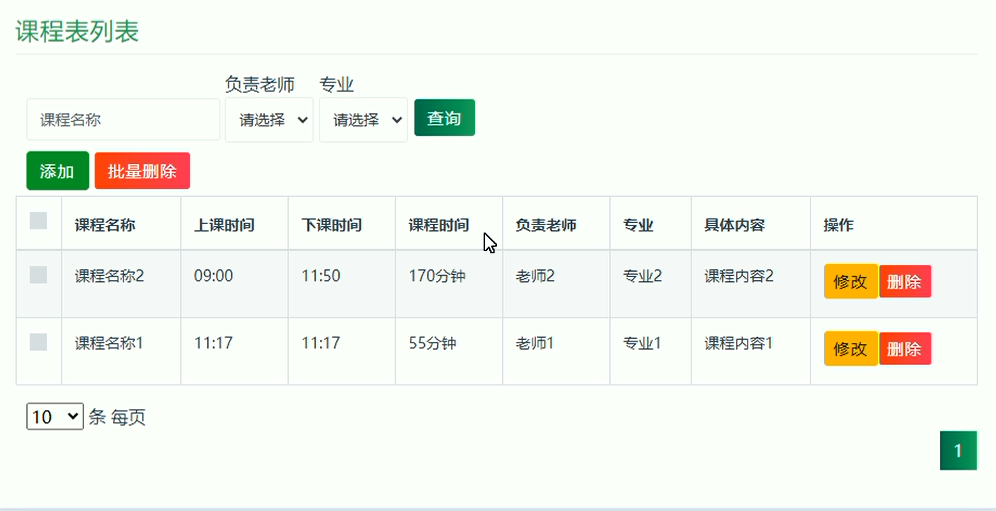 课程表列表
负责老师 专业
课程名称 请选择 请选择 查询
添加 批量删除
课程名称 上课时间 下课时间 课程时间 负责老师 专业 具体内容 操作
课程名称2 09:00 11:50 170分钟 老师2 专业2 课程内容2 修改 删除
课程名称1 11:17 11:17 55分钟 老师1 专业1 课程内容1 修改 删除
10 条 每页
1